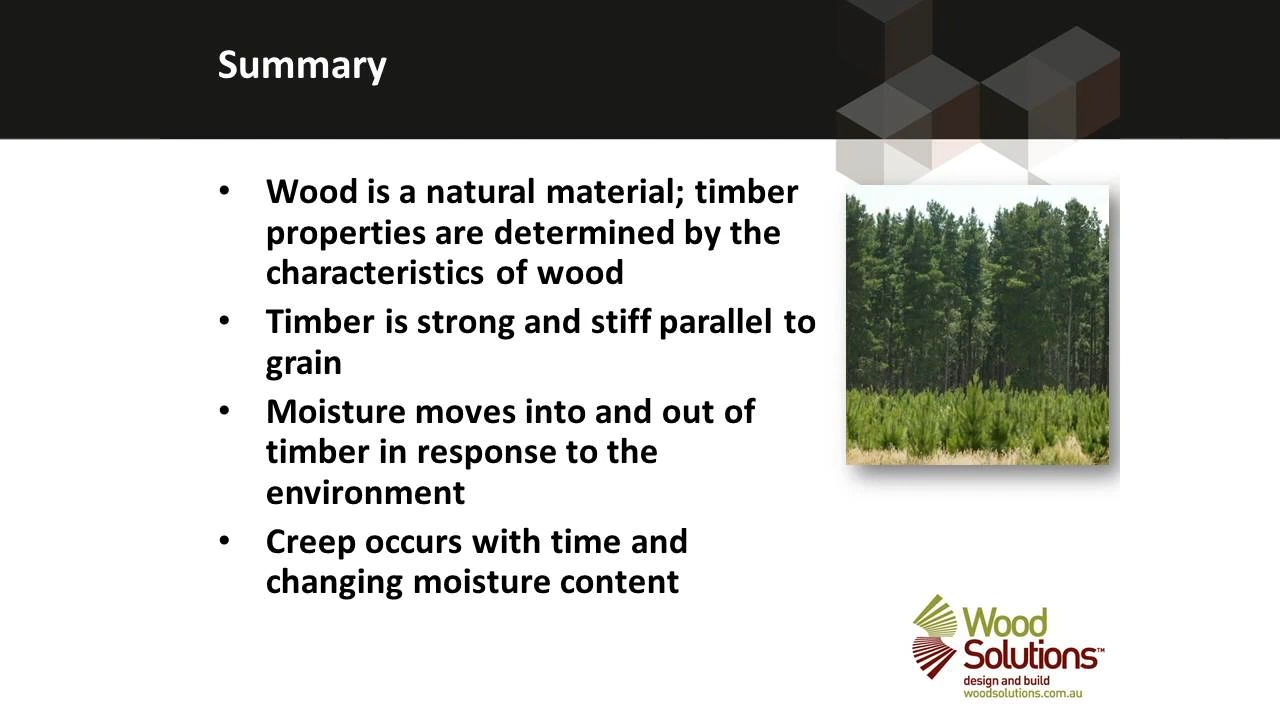 Summary
• Wood is a natural material; timber
properties are determined by the
characteristics of wood
• Timber is strong and stiff parallel to
grain
• Moisture moves into and out of
timber in response to the
environment
• Creep occurs with time and
changing moisture content
Wood
Solutions™
design and build
woodsolutions.com.au